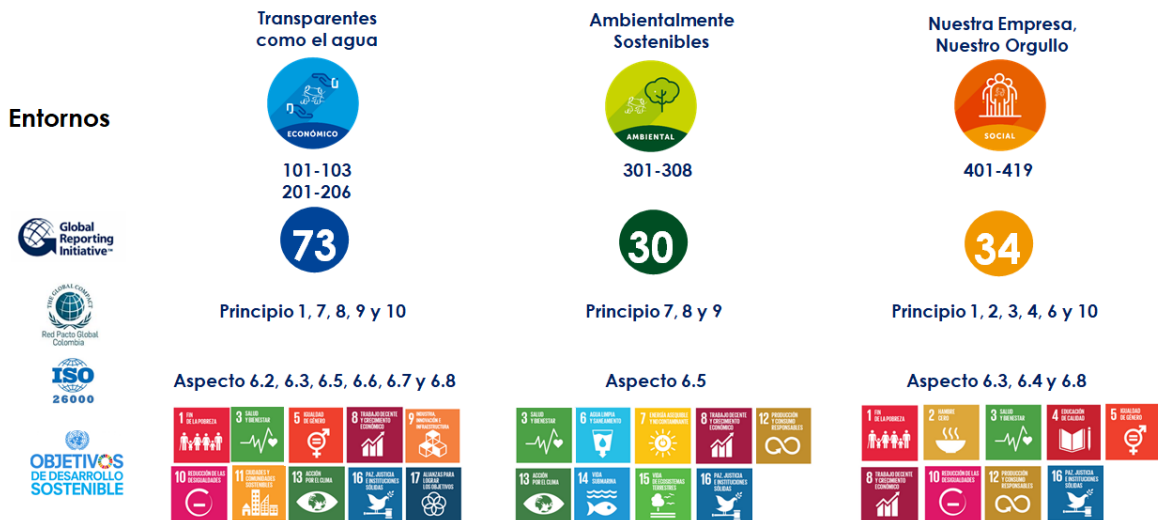 Transparentes
como el agua
Ambientalmente
Sostenibles
Nuestra Empresa,
Nuestro Orgullo
Entornos
ECONÓMICO
AMBIENTAL
SOCIAL
101-103
201-206
301-308
401-419
Global
Reporting
Initiative™
73
30
34
THE GLOBAL COMPACT
Red Pacto Global
Colombia
Principio 1, 7, 8, 9 y 10
Principio 7, 8 y 9
Principio 1, 2, 3, 4, 6 y 10
ISO
26000
Aspecto 6.2, 6.3, 6.5, 6.6, 6.7 y 6.8
Aspecto 6.5
Aspecto 6.3, 6.4 y 6.8
OBJETIVOS
DE DESARROLLO
SOSTENIBLE
1 FIN
DE LA POBREZA
3 SALUD
Y BIENESTAR
5 IGUALDAD
DE GÉNERO
8 TRABAJO DECENTE
Y CRECIMIENTO
ECONÓMICO
9 INDUSTRIA,
INNOVACIÓN E
INFRAESTRUCTURA
10 REDUCCIÓN DE LAS
DESIGUALDADES
11 CIUDADES Y
COMUNIDADES
SOSTENIBLES
13 ACCIÓN
POR EL CLIMA
16 PAZ, JUSTICIA
E INSTITUCIONES
SÓLIDAS
17 ALIANZAS PARA
LOGRAR
LOS OBJETIVOS
3 SALUD
Y BIENESTAR
6 AGUA LIMPIA
Y SANEAMIENTO
7 ENERGÍA ASEQUIBLE
Y NO CONTAMINANTE
8 TRABAJO DECENTE
Y CRECIMIENTO
ECONÓMICO
12 PRODUCCIÓN
Y CONSUMO
RESPONSABLES
13 ACCIÓN
POR EL CLIMA
14 VIDA
SUBMARINA
15 VIDA
DE ECOSISTEMAS
TERRESTRES
16 PAZ, JUSTICIA
E INSTITUCIONES
SÓLIDAS
1 FIN
DE LA POBREZA
2 HAMBRE
CERO
3 SALUD
Y BIENESTAR
4 EDUCACIÓN
DE CALIDAD
5 IGUALDAD
DE GÉNERO
8 TRABAJO DECENTE
Y CRECIMIENTO
ECONÓMICO
10 REDUCCIÓN DE LAS
DESIGUALDADES
12 PRODUCCIÓN
Y CONSUMO
RESPONSABLES
16 PAZ, JUSTICIA
E INSTITUCIONES
SÓLIDAS